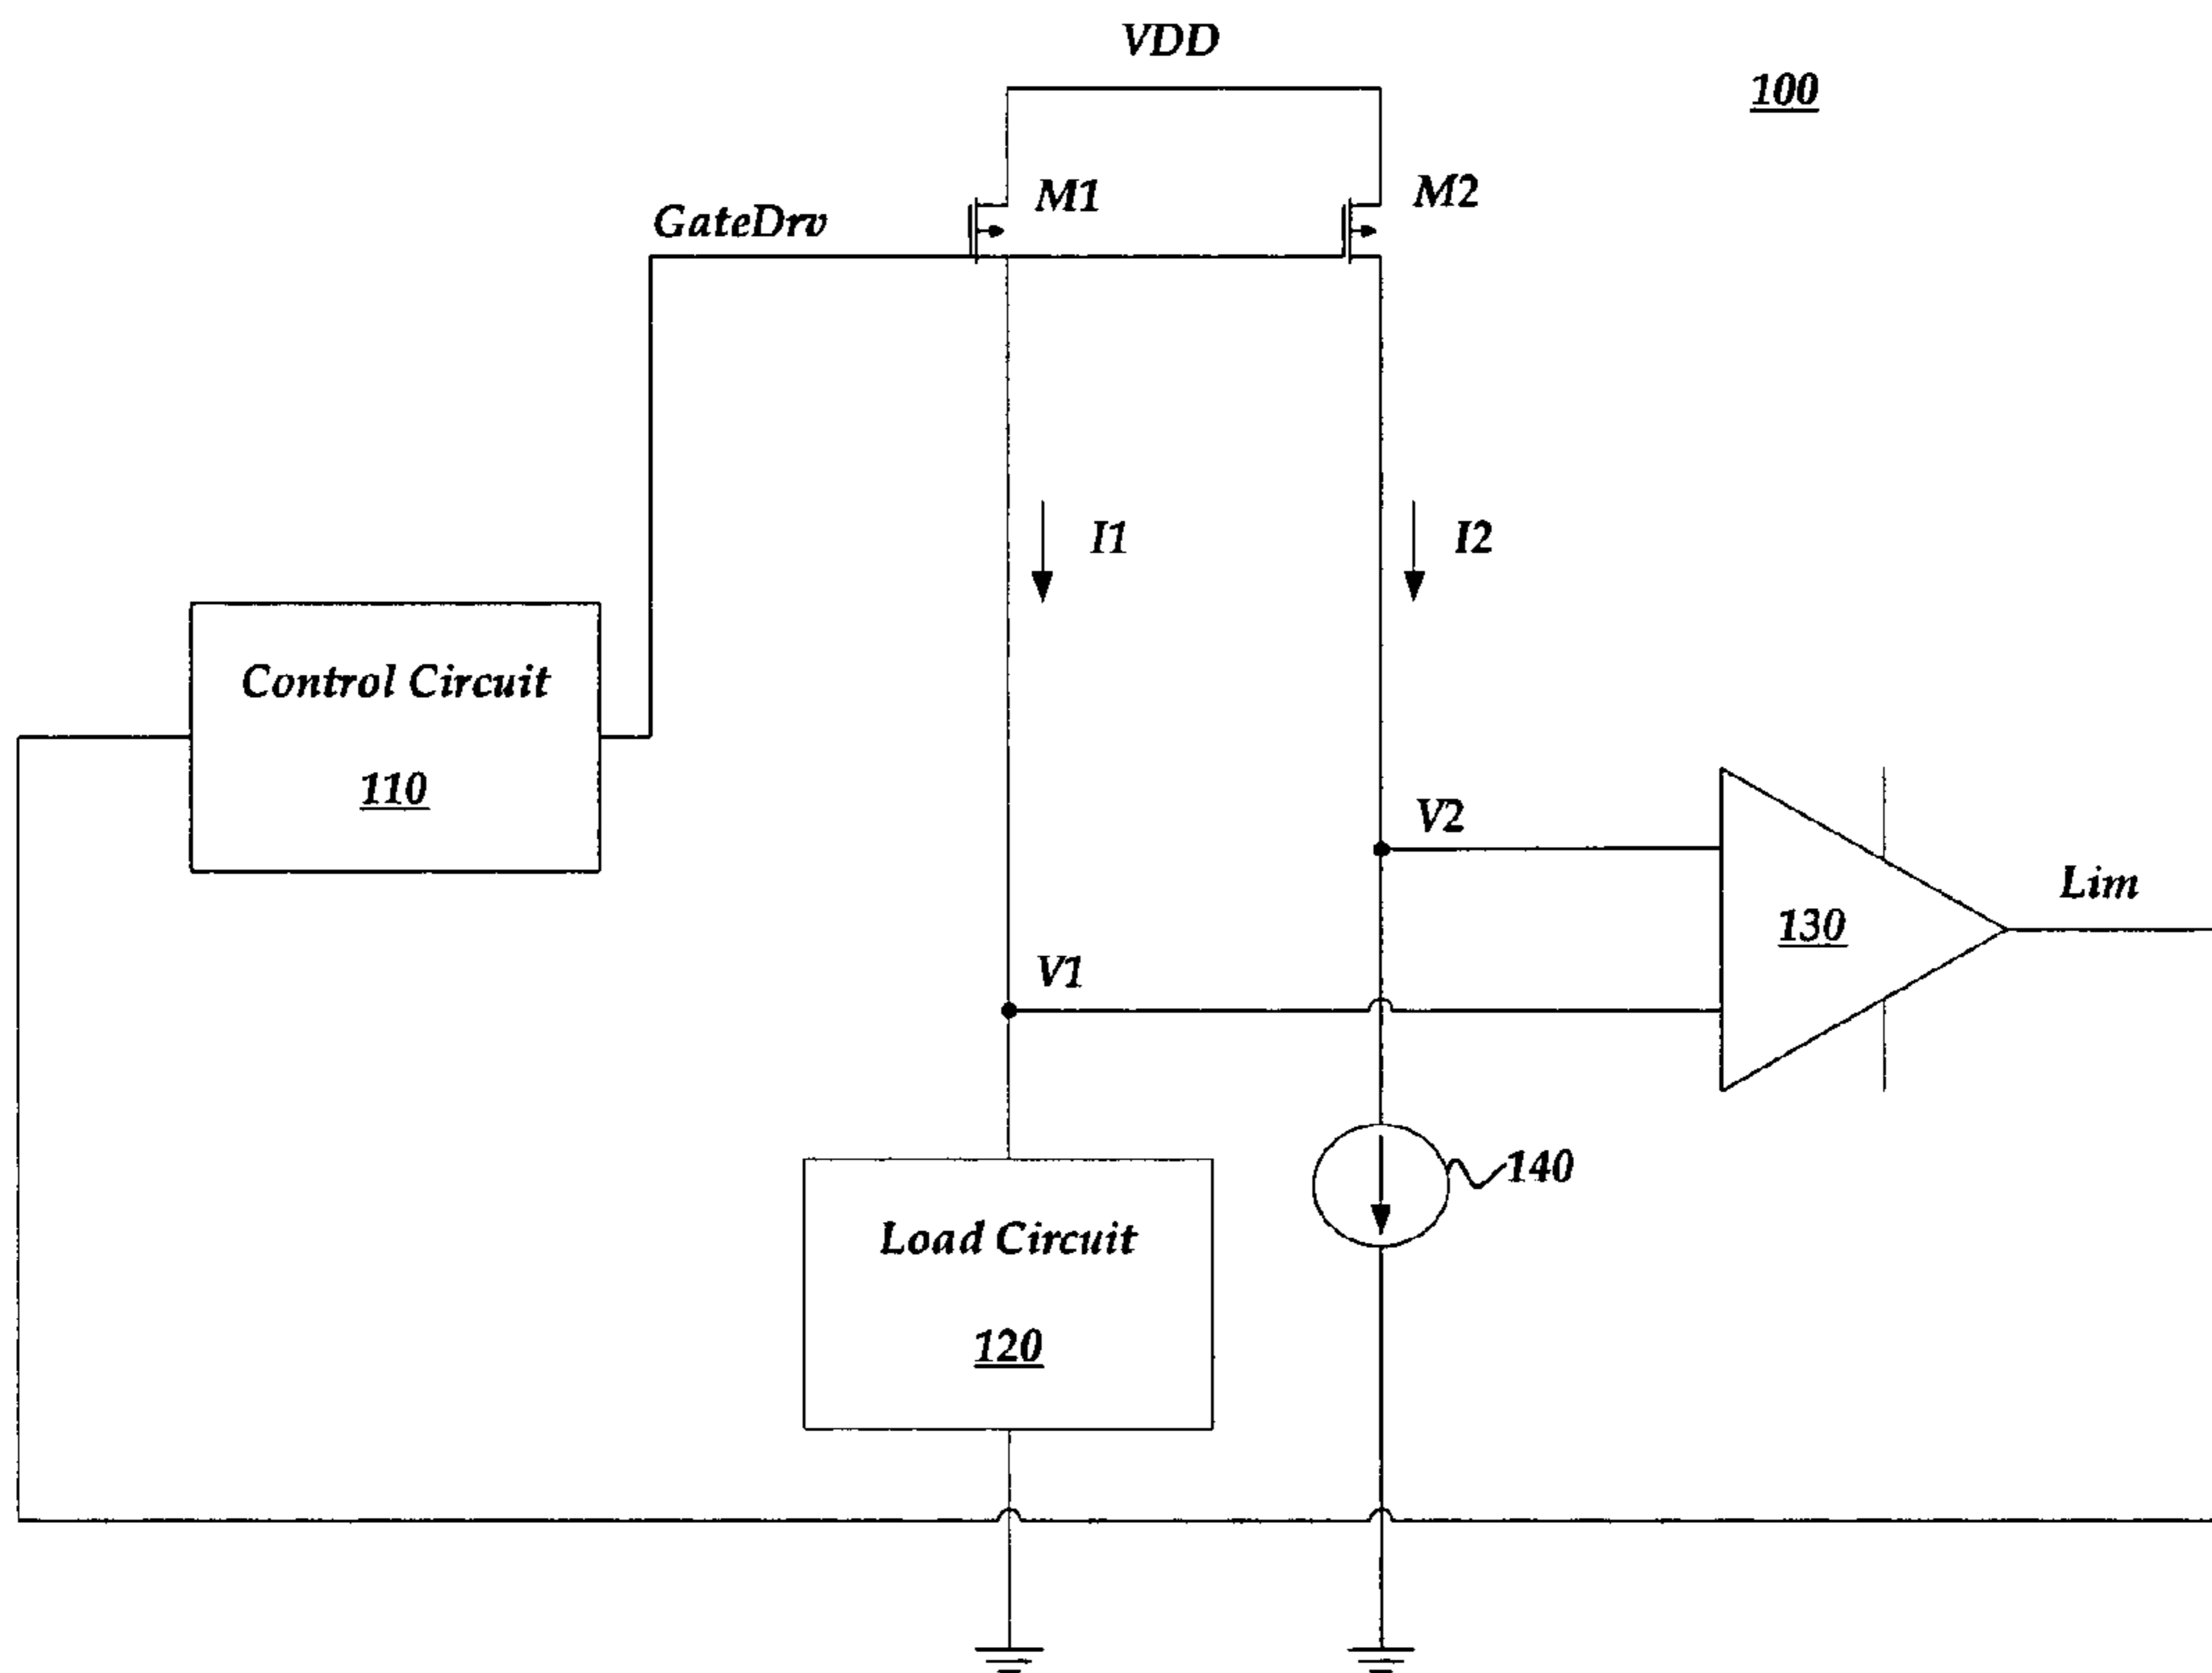 VDD
100
M1
M2
GateDrv
I1
I2
Control Circuit
110
V2
Lim
130
V1
140
Load Circuit
120